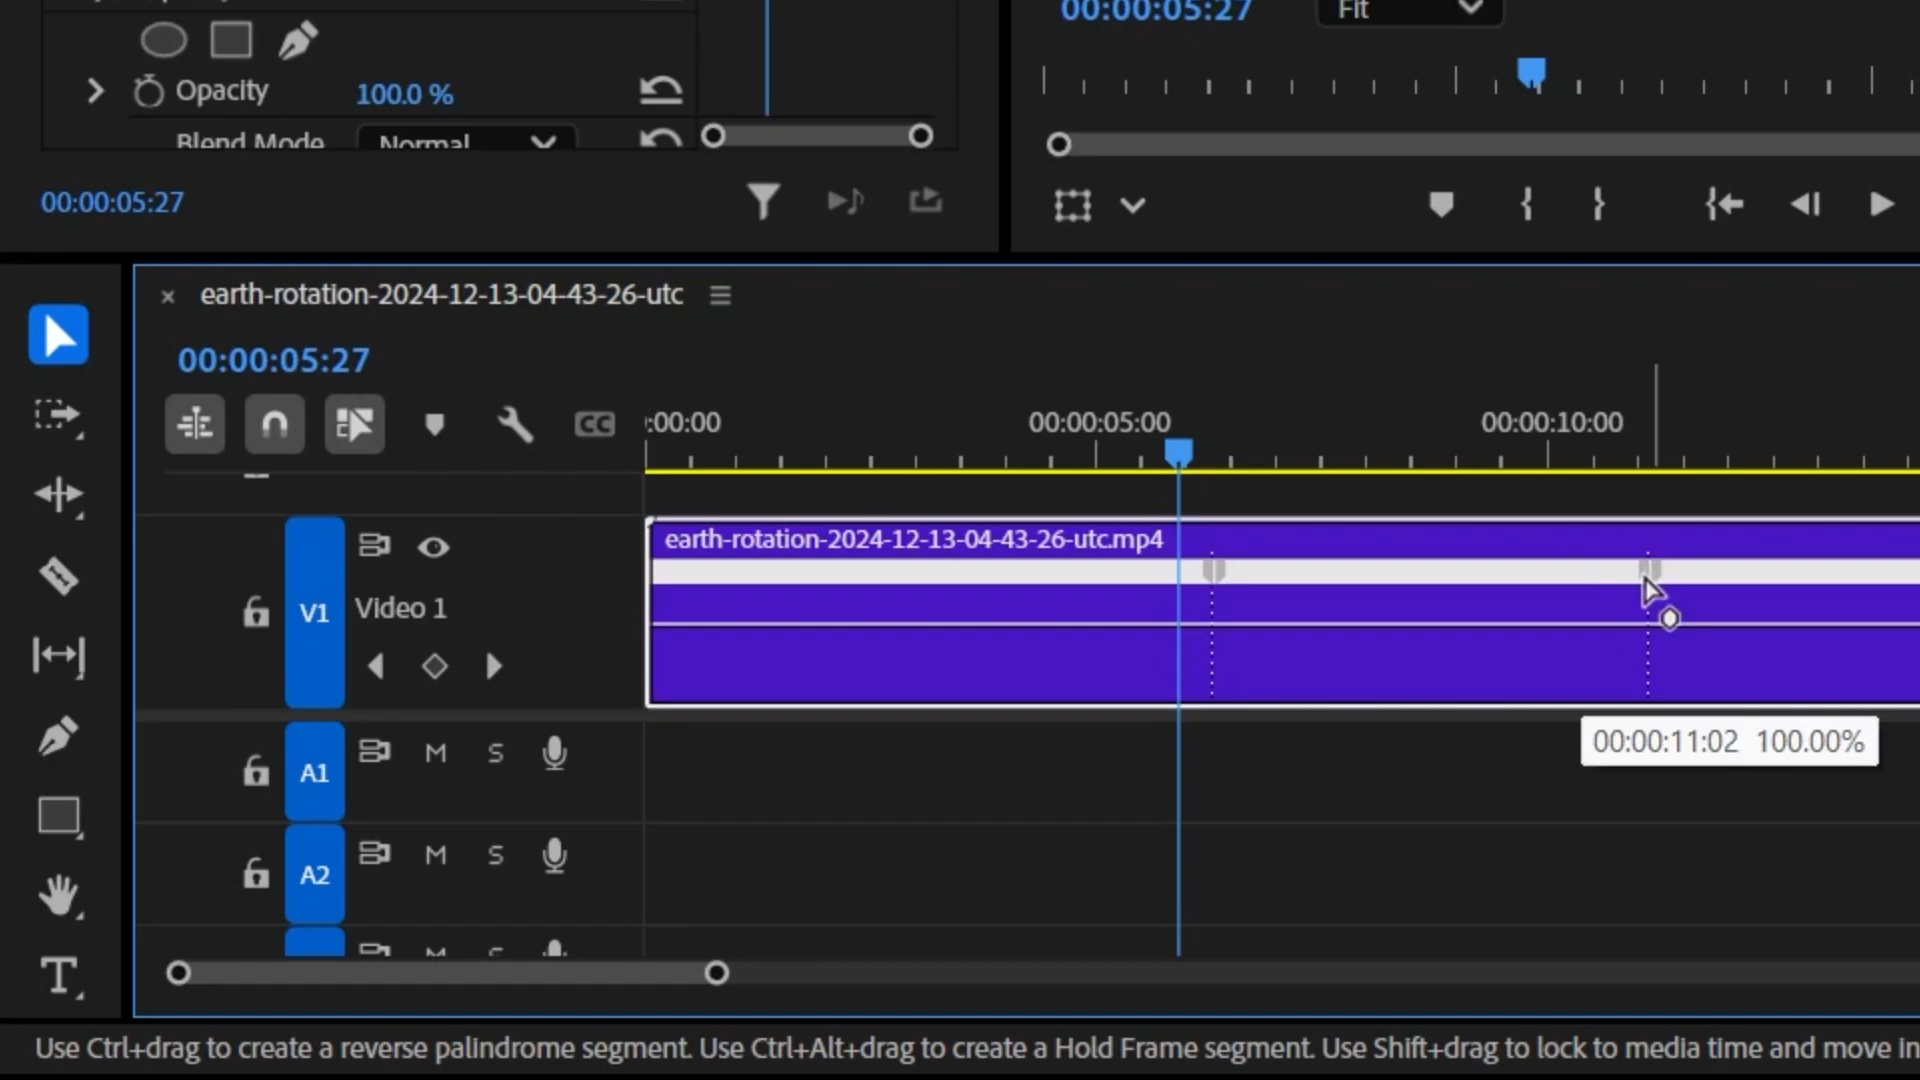 00:00:05:27
Fit
Opacity
100.0 %
Blend Mode
Normal
00:00:05:27
earth-rotation-2024-12-13-04-43-26-utc
00:00:05:27
CC
:00:00
00:00:05:00
00:00:10:00
earth-rotation-2024-12-13-04-43-26-utc.mp4
V1
Video 1
00:00:11:02 100.00%
A1
M
S
A2
M
S
M
S
T
Use Ctrl+drag to create a reverse palindrome segment. Use Ctrl+Alt+drag to create a Hold Frame segment. Use Shift+drag to lock to media time and move in